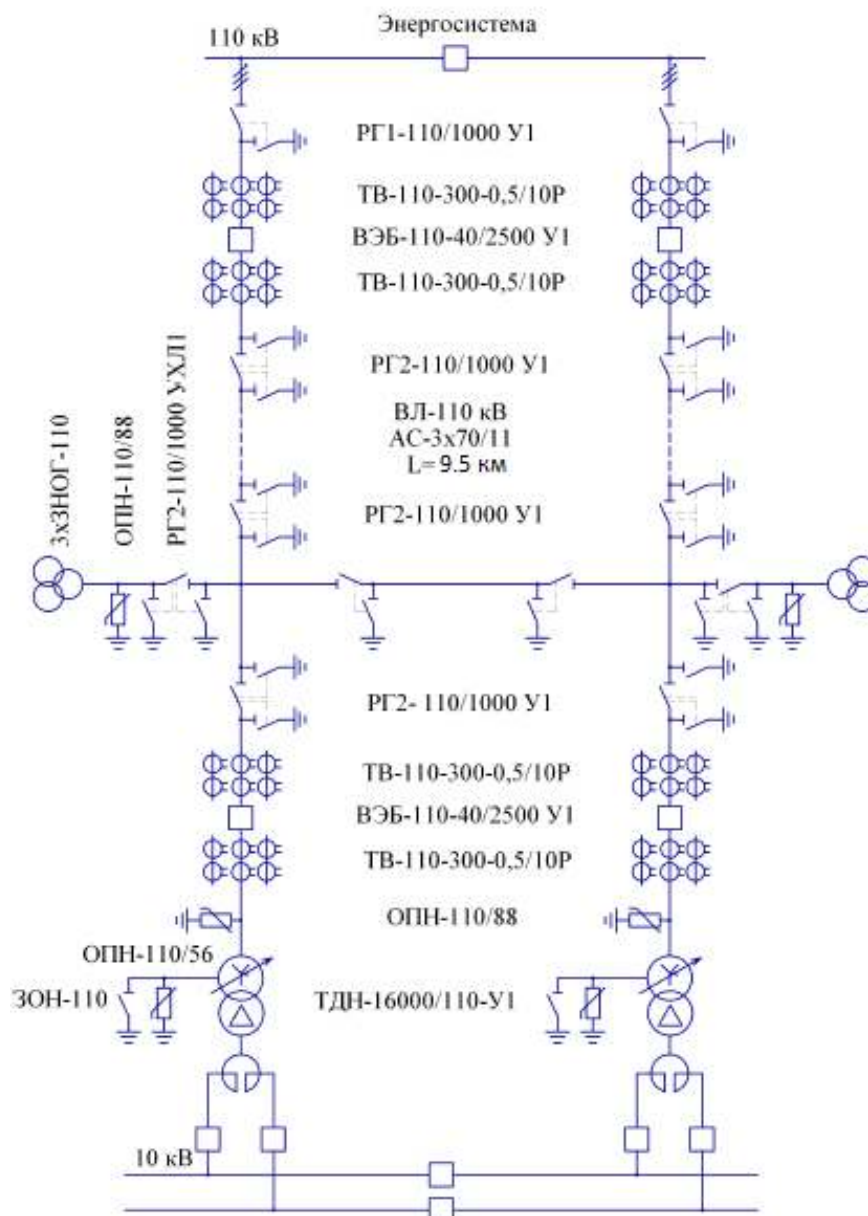 Энергосистема
110 кВ
РГ1-110/1000 У1
ТВ-110-300-0,5/10Р
ВЭБ-110-40/2500 У1
ТВ-110-300-0,5/10Р
РГ2-110/1000 У1
ВЛ-110 кВ
АС-3х70/11
L= 9.5 км
РГ2-110/1000 У1
3хЗНОГ-110
ОПН-110/88
РГ2-110/1000 УХЛ1
РГ2- 110/1000 У1
ТВ-110-300-0,5/10Р
ВЭБ-110-40/2500 У1
ТВ-110-300-0,5/10Р
ОПН-110/88
ОПН-110/56
ЗОН-110
ТДН-16000/110-У1
10 кВ